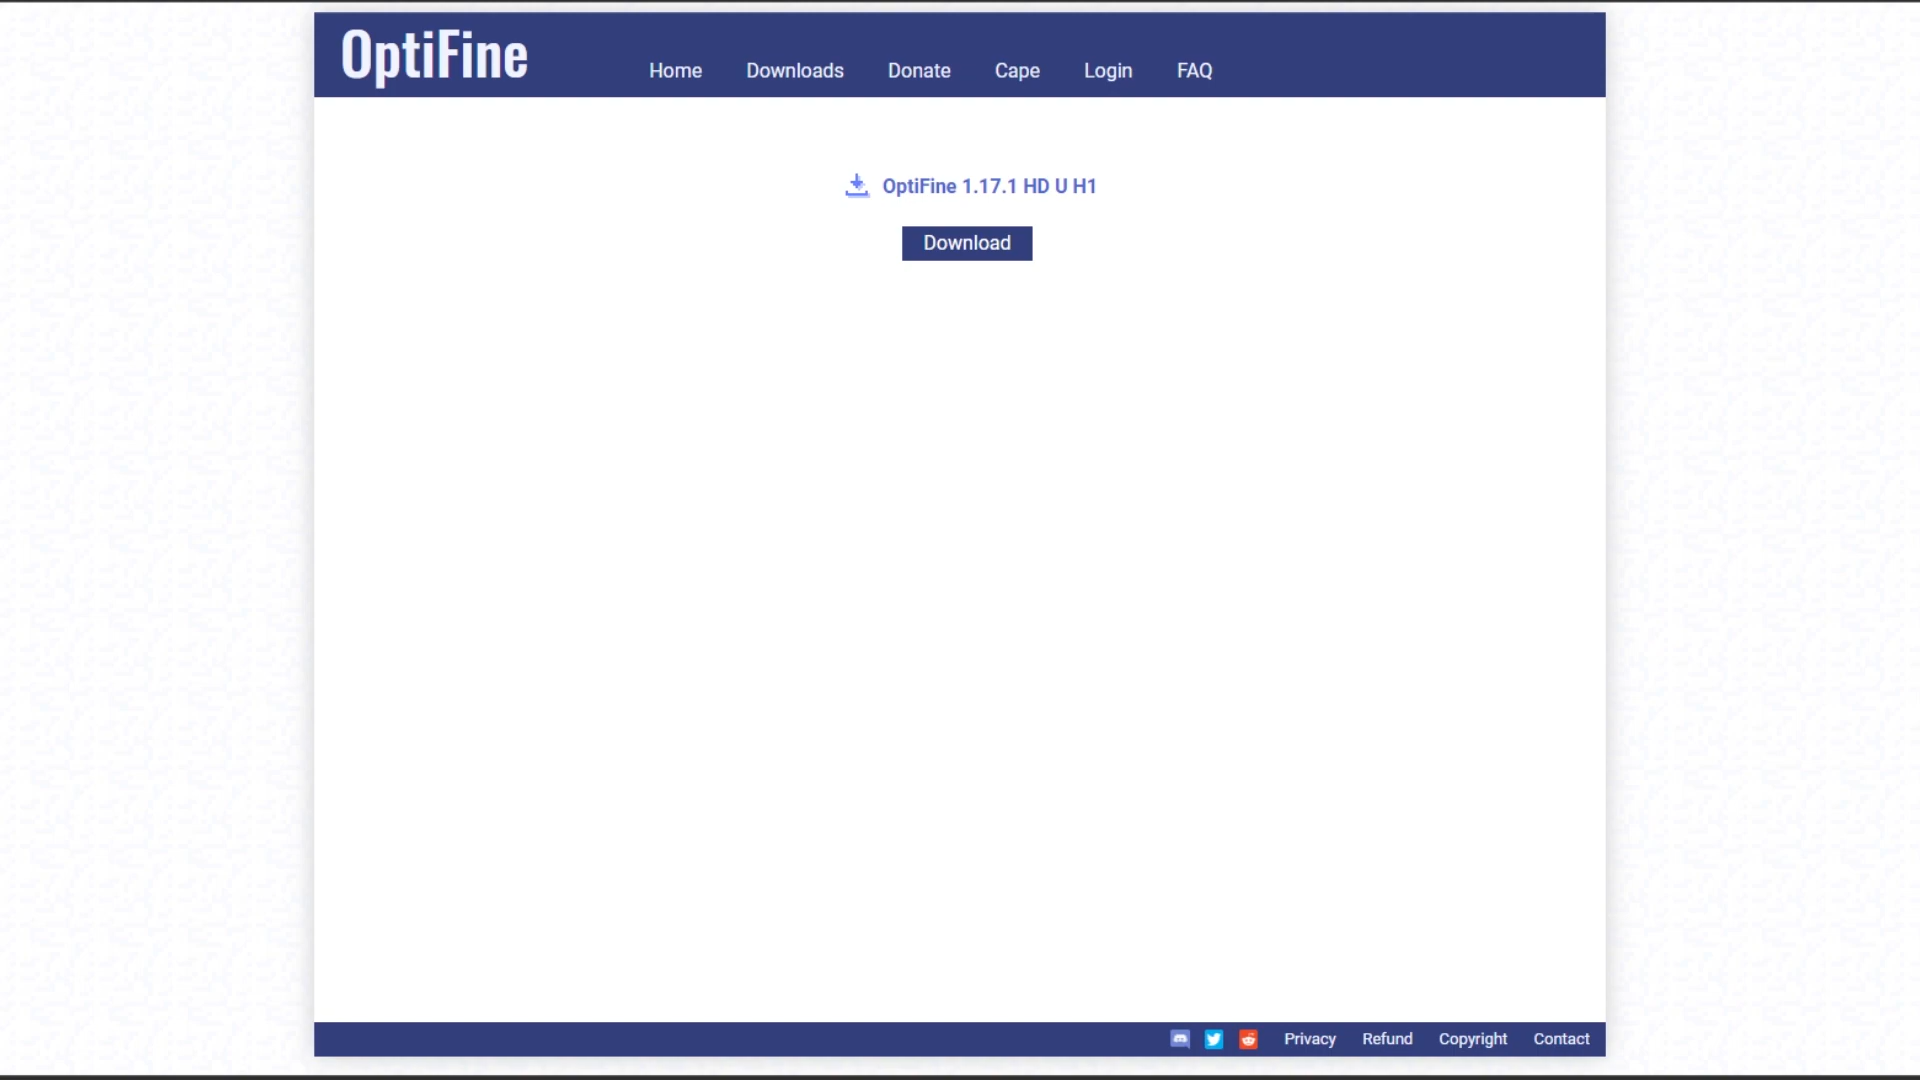 OptiFine
Home Downloads Donate Cape Login FAQ
OptiFine 1.17.1 HD U H1
Download
Privacy Refund Copyright Contact